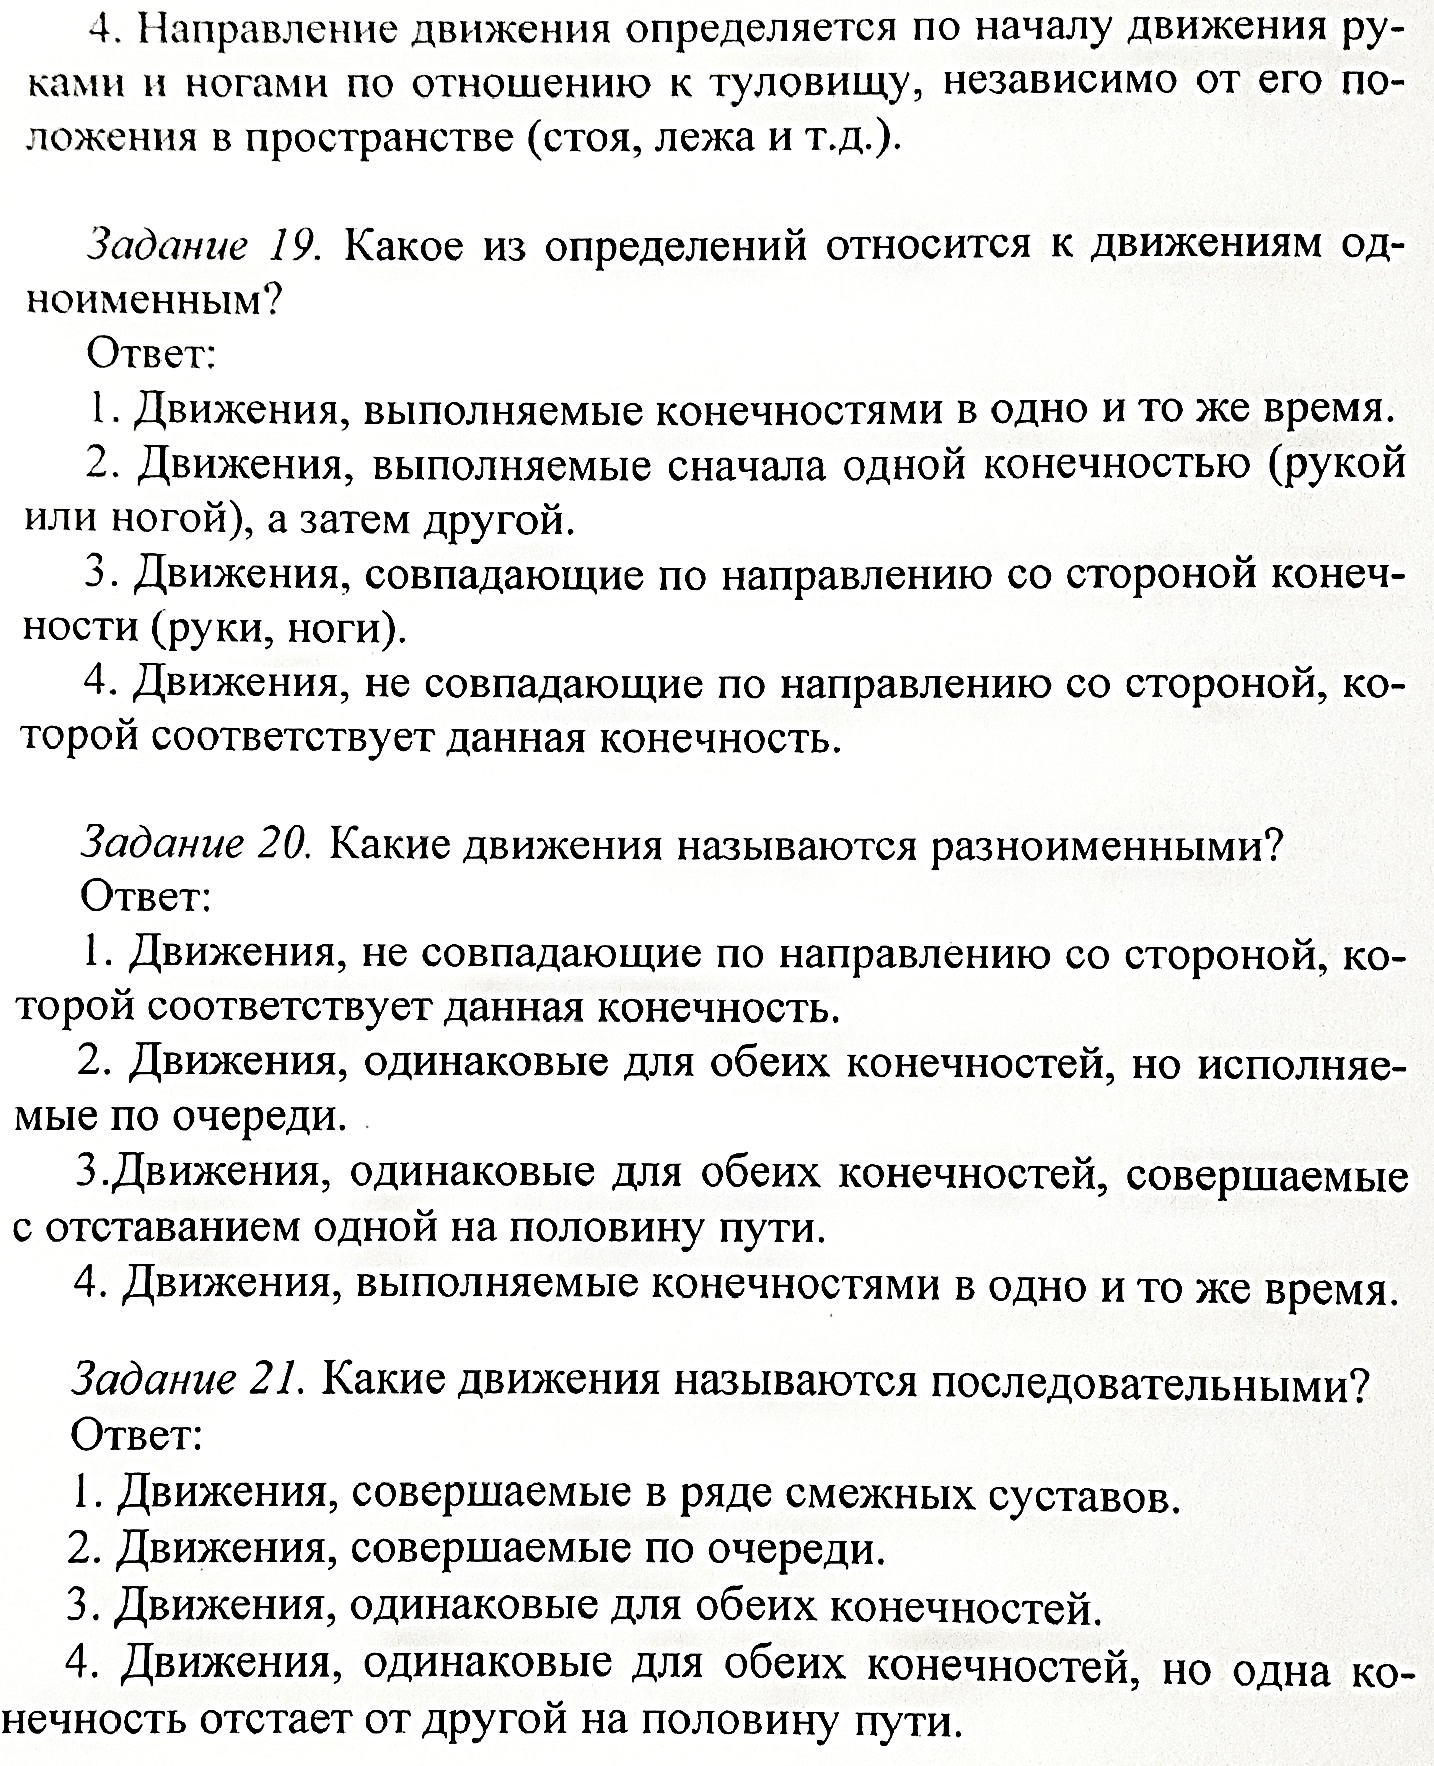 4. Направление движения определяется по началу движения ру-
ками и ногами по отношению к туловищу, независимо от его по-
ложения в пространстве (стоя, лежа и т.д.).
Задание 19. Какое из определений относится к движениям од-
ноименным?
Ответ:
1. Движения, выполняемые конечностями в одно и то же время.
2. Движения, выполняемые сначала одной конечностью (рукой
или ногой), а затем другой.
3. Движения, совпадающие по направлению со стороной конеч-
ности (руки, ноги).
4. Движения, не совпадающие по направлению со стороной, ко-
торой соответствует данная конечность.
Задание 20. Какие движения называются разноименными?
Ответ:
1. Движения, не совпадающие по направлению со стороной, ко-
торой соответствует данная конечность.
2. Движения, одинаковые для обеих конечностей, но исполняе-
мые по очереди.
3.Движения, одинаковые для обеих конечностей, совершаемые
с отставанием одной на половину пути.
4. Движения, выполняемые конечностями в одно и то же время.
Задание 21. Какие движения называются последовательными?
Ответ:
1. Движения, совершаемые в ряде смежных суставов.
2. Движения, совершаемые по очереди.
3. Движения, одинаковые для обеих конечностей.
4. Движения, одинаковые для обеих конечностей, но одна ко-
нечность отстает от другой на половину пути.